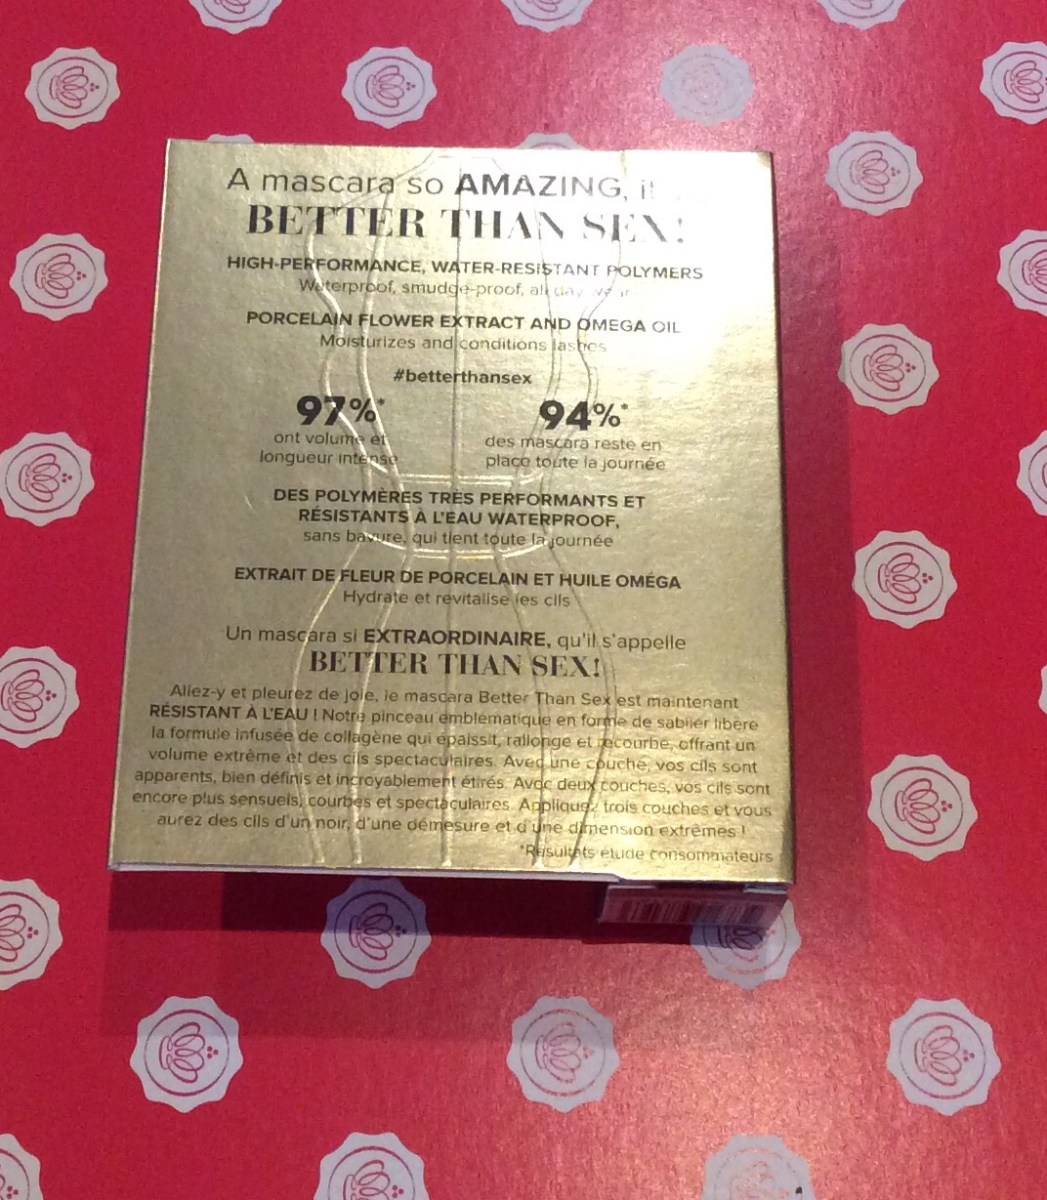 A mascara so AMAZING,
BETTER THAN SEX!
HIGH-PERFORMANCE, WATER-RESISTANT POLYMERS
Waterproof, smudge-proof, all day wear
PORCELAIN FLOWER EXTRACT AND OMEGA OIL
Moisturizes and conditions lashes
#betterthansex
97%* 94%*
ont volume et des mascara reste en
longueur intense place toute la journée
DES POLYMÈRES TRÈS PERFORMANTS ET
RÉSISTANTS À L'EAU WATERPROOF,
sans bavure, qui tient toute la journée
EXTRAIT DE FLEUR DE PORCELAIN ET HUILE OMÉGA
Hydrate et revitalise les cils
Un mascara si EXTRAORDINAIRE, qu'il s'appelle
BETTER THAN SEX!
Allez-y et pleurez de joie, le mascara Better Than Sex est maintenant
RÉSISTANT À L'EAU ! Notre pinceau emblématique en forme de sablier libère
la formule infusée de collagène qui épaissit, rallonge et recourbe, offrant un
volume extrême et des cils spectaculaires. Avec une couche, vos cils sont
apparents, bien définis et incroyablement étirés. Avec deux couches, vos cils sont
encore plus sensuels, courbés et spectaculaires. Appliquez trois couches et vous
aurez des cils d'un noir, d'une démesure et d'une dimension extrêmes !
*Résultats étude consommateurs